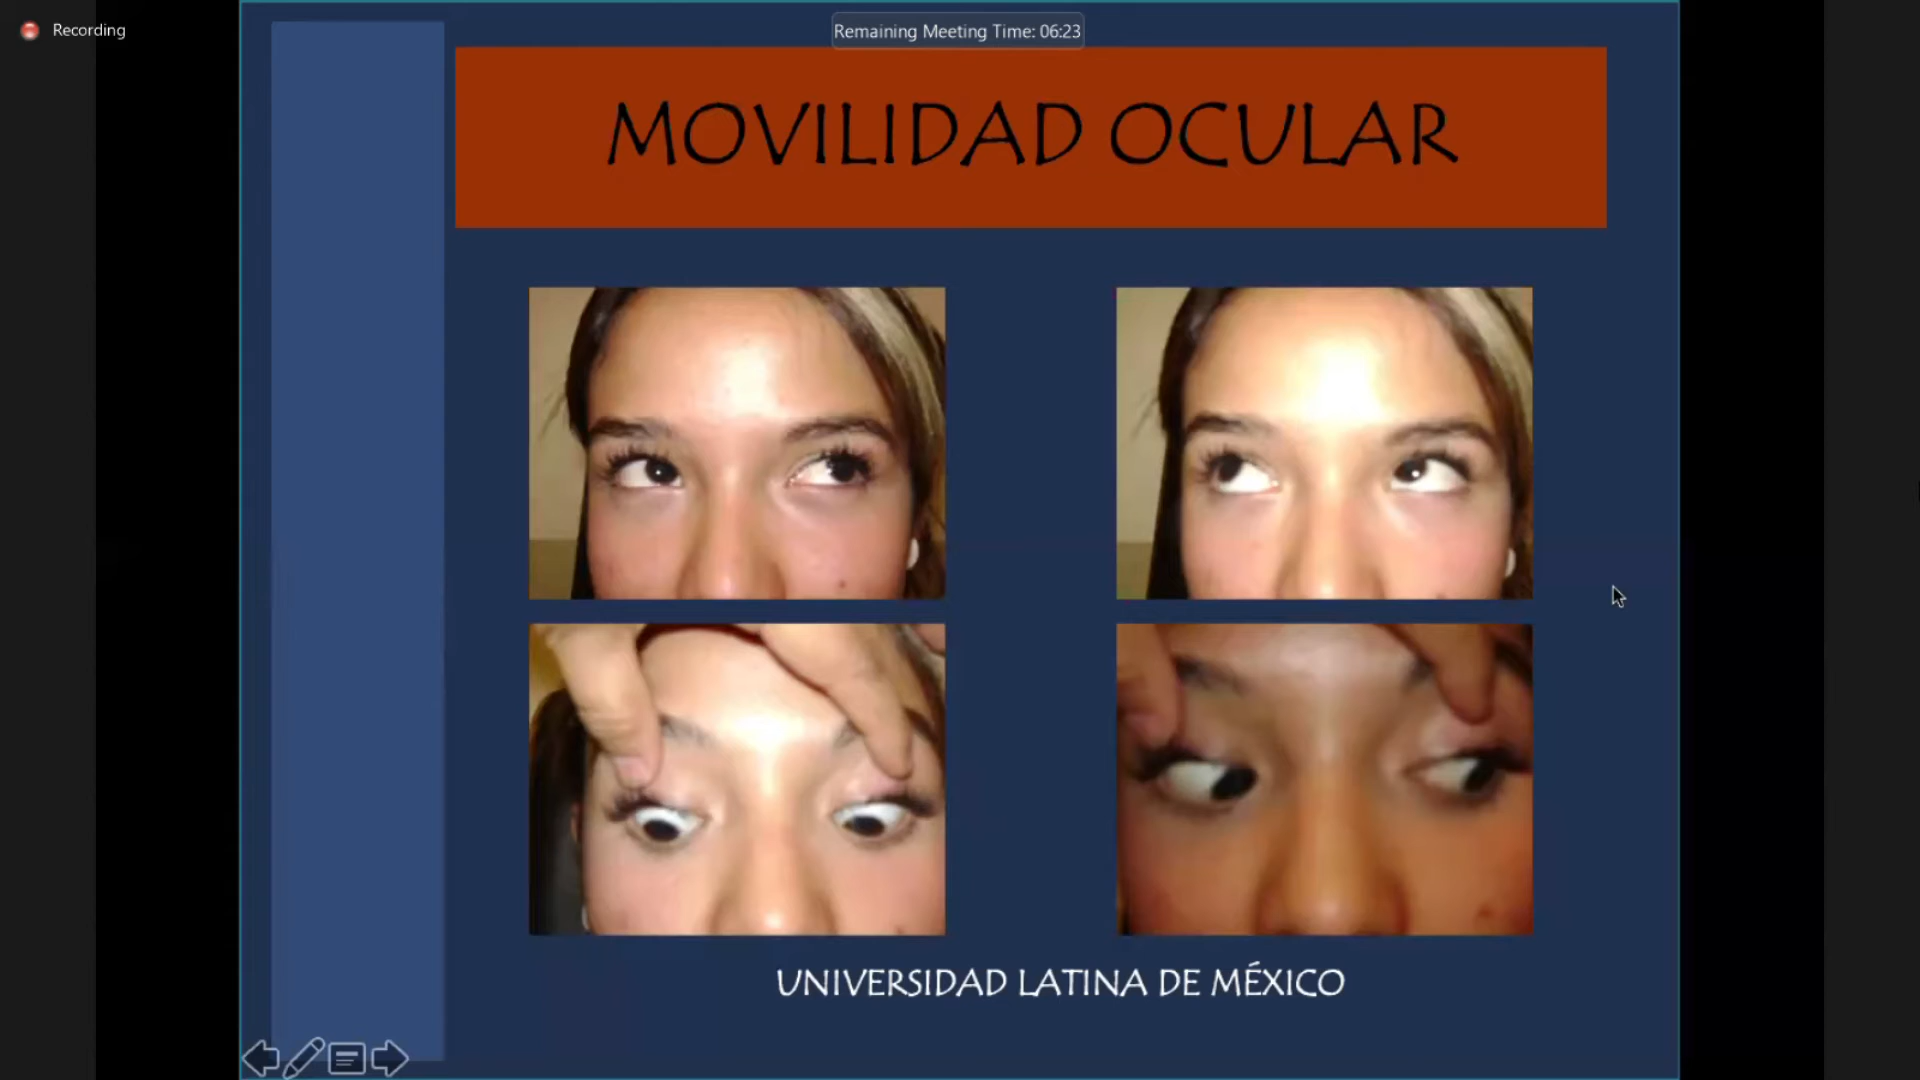 Recording
Remaining Meeting Time: 06:23
MOVILIDAD OCULAR
UNIVERSIDAD LATINA DE MÉXICO